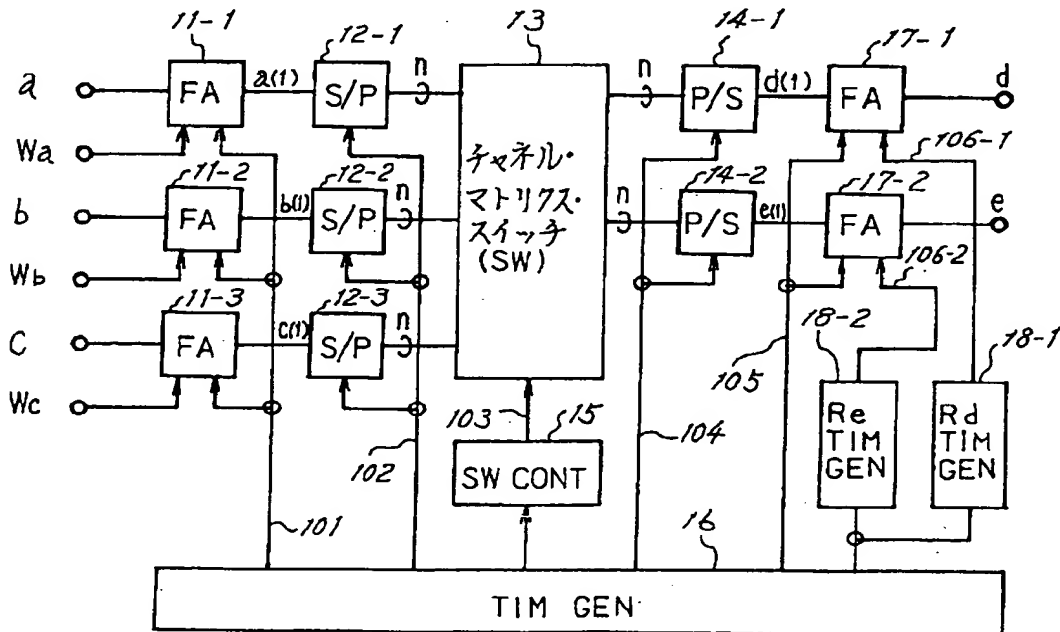 11-1
12-1
13
14-1
17-1
a
FA
a(1)
S/P
n
n
P/S
d(1)
FA
d
Wa
11-2
12-2
チャネル・
マトリクス・
スイッチ
(SW)
14-2
106-1
17-2
b
FA
b(1)
S/P
n
n
P/S
e(1)
FA
e
Wb
11-3
12-3
106-2
C
FA
c(1)
S/P
n
18-2
18-1
Wc
103
15
105
Re
TIM
GEN
Rd
TIM
GEN
102
SW CONT
104
101
16
TIM GEN